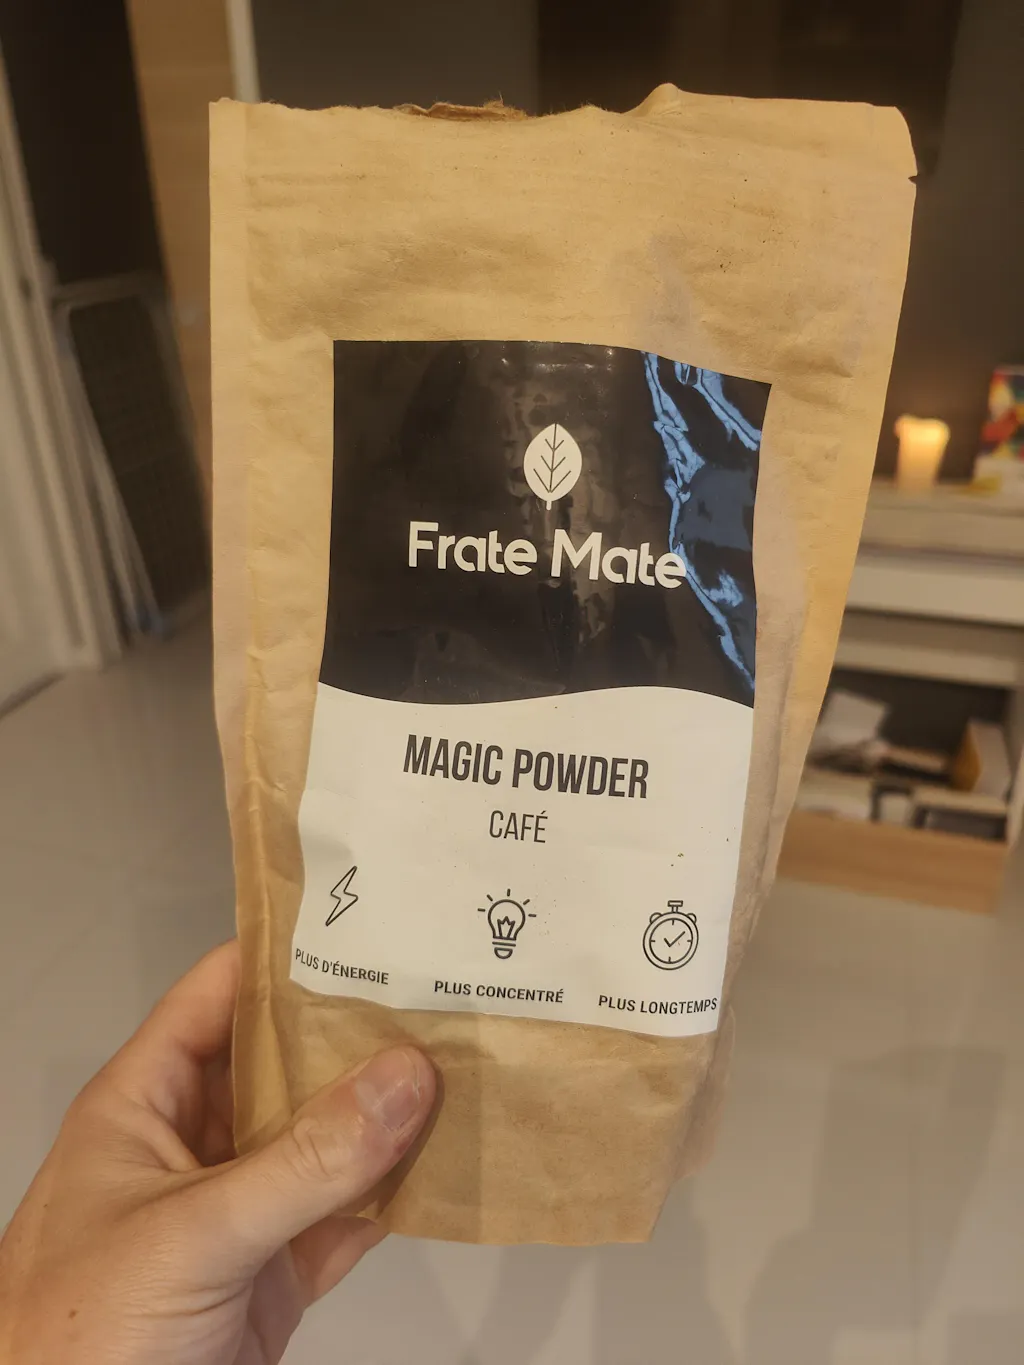 Frate Mate
MAGIC POWDER
CAFÉ
PLUS D'ÉNERGIE
PLUS CONCENTRÉ
PLUS LONGTEMPS